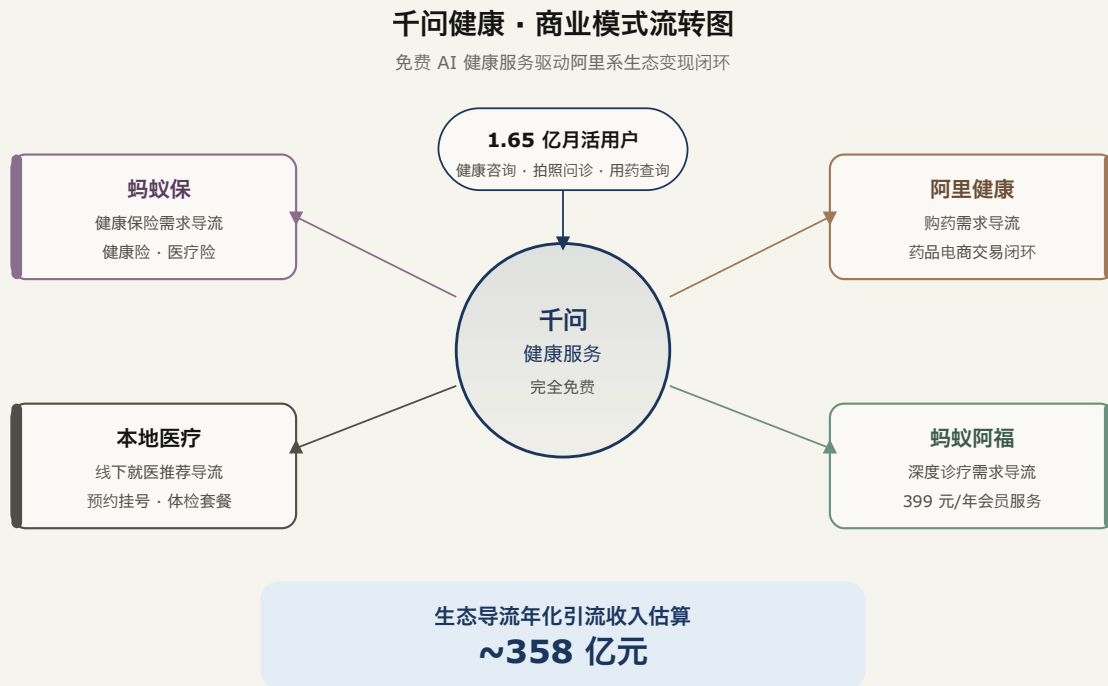 千问健康 · 商业模式流转图
免费 AI 健康服务驱动阿里系生态变现闭环
1.65 亿月活用户
健康咨询 · 拍照问诊 · 用药查询
蚂蚁保
健康保险需求导流
健康险 · 医疗险
阿里健康
购药需求导流
药品电商交易闭环
千问
健康服务
完全免费
本地医疗
线下就医推荐导流
预约挂号 · 体检套餐
蚂蚁阿福
深度诊疗需求导流
399 元/年会员服务
生态导流年化引流收入估算
~358 亿元